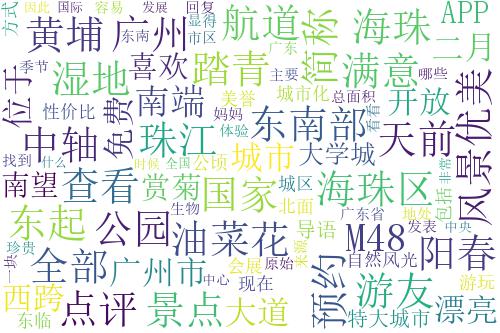 方式
因此
国际
容易
发展
回复
航道
简称
海珠
APP
黄埔
广州
东南
显得
市区
二月
喜欢
踏青
广东
主要
满意
哪些
位于
湿地
季节
美誉
城市化
总面积
开放
风景优美
性价比
南端
妈妈
看看
中轴
免费
珠江
体验
东南部
天前
找到
什么
时候
全国
公顷
城市
大学城
南望
查看
赏菊
国家
城区
海珠区
包括
非常
东起
公园
生物
北面
导语
广东省
地处
油菜花
M48
发表
中央
阳春
珍贵
一块
全部
广州市
会展
原始
来源
预约
自然风光
西跨
点评
景点
中心
现在
大道
游友
游玩
东临
特大城市
漂亮